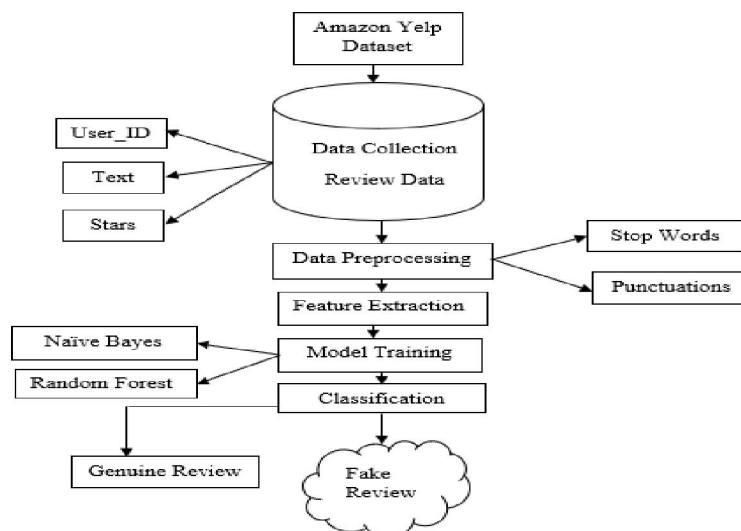 Amazon Yelp
Dataset
User_ID
Text
Stars
Data Collection
Review Data
Data Preprocessing
Stop Words
Punctuations
Feature Extraction
Naïve Bayes
Random Forest
Model Training
Classification
Genuine Review
Fake
Review